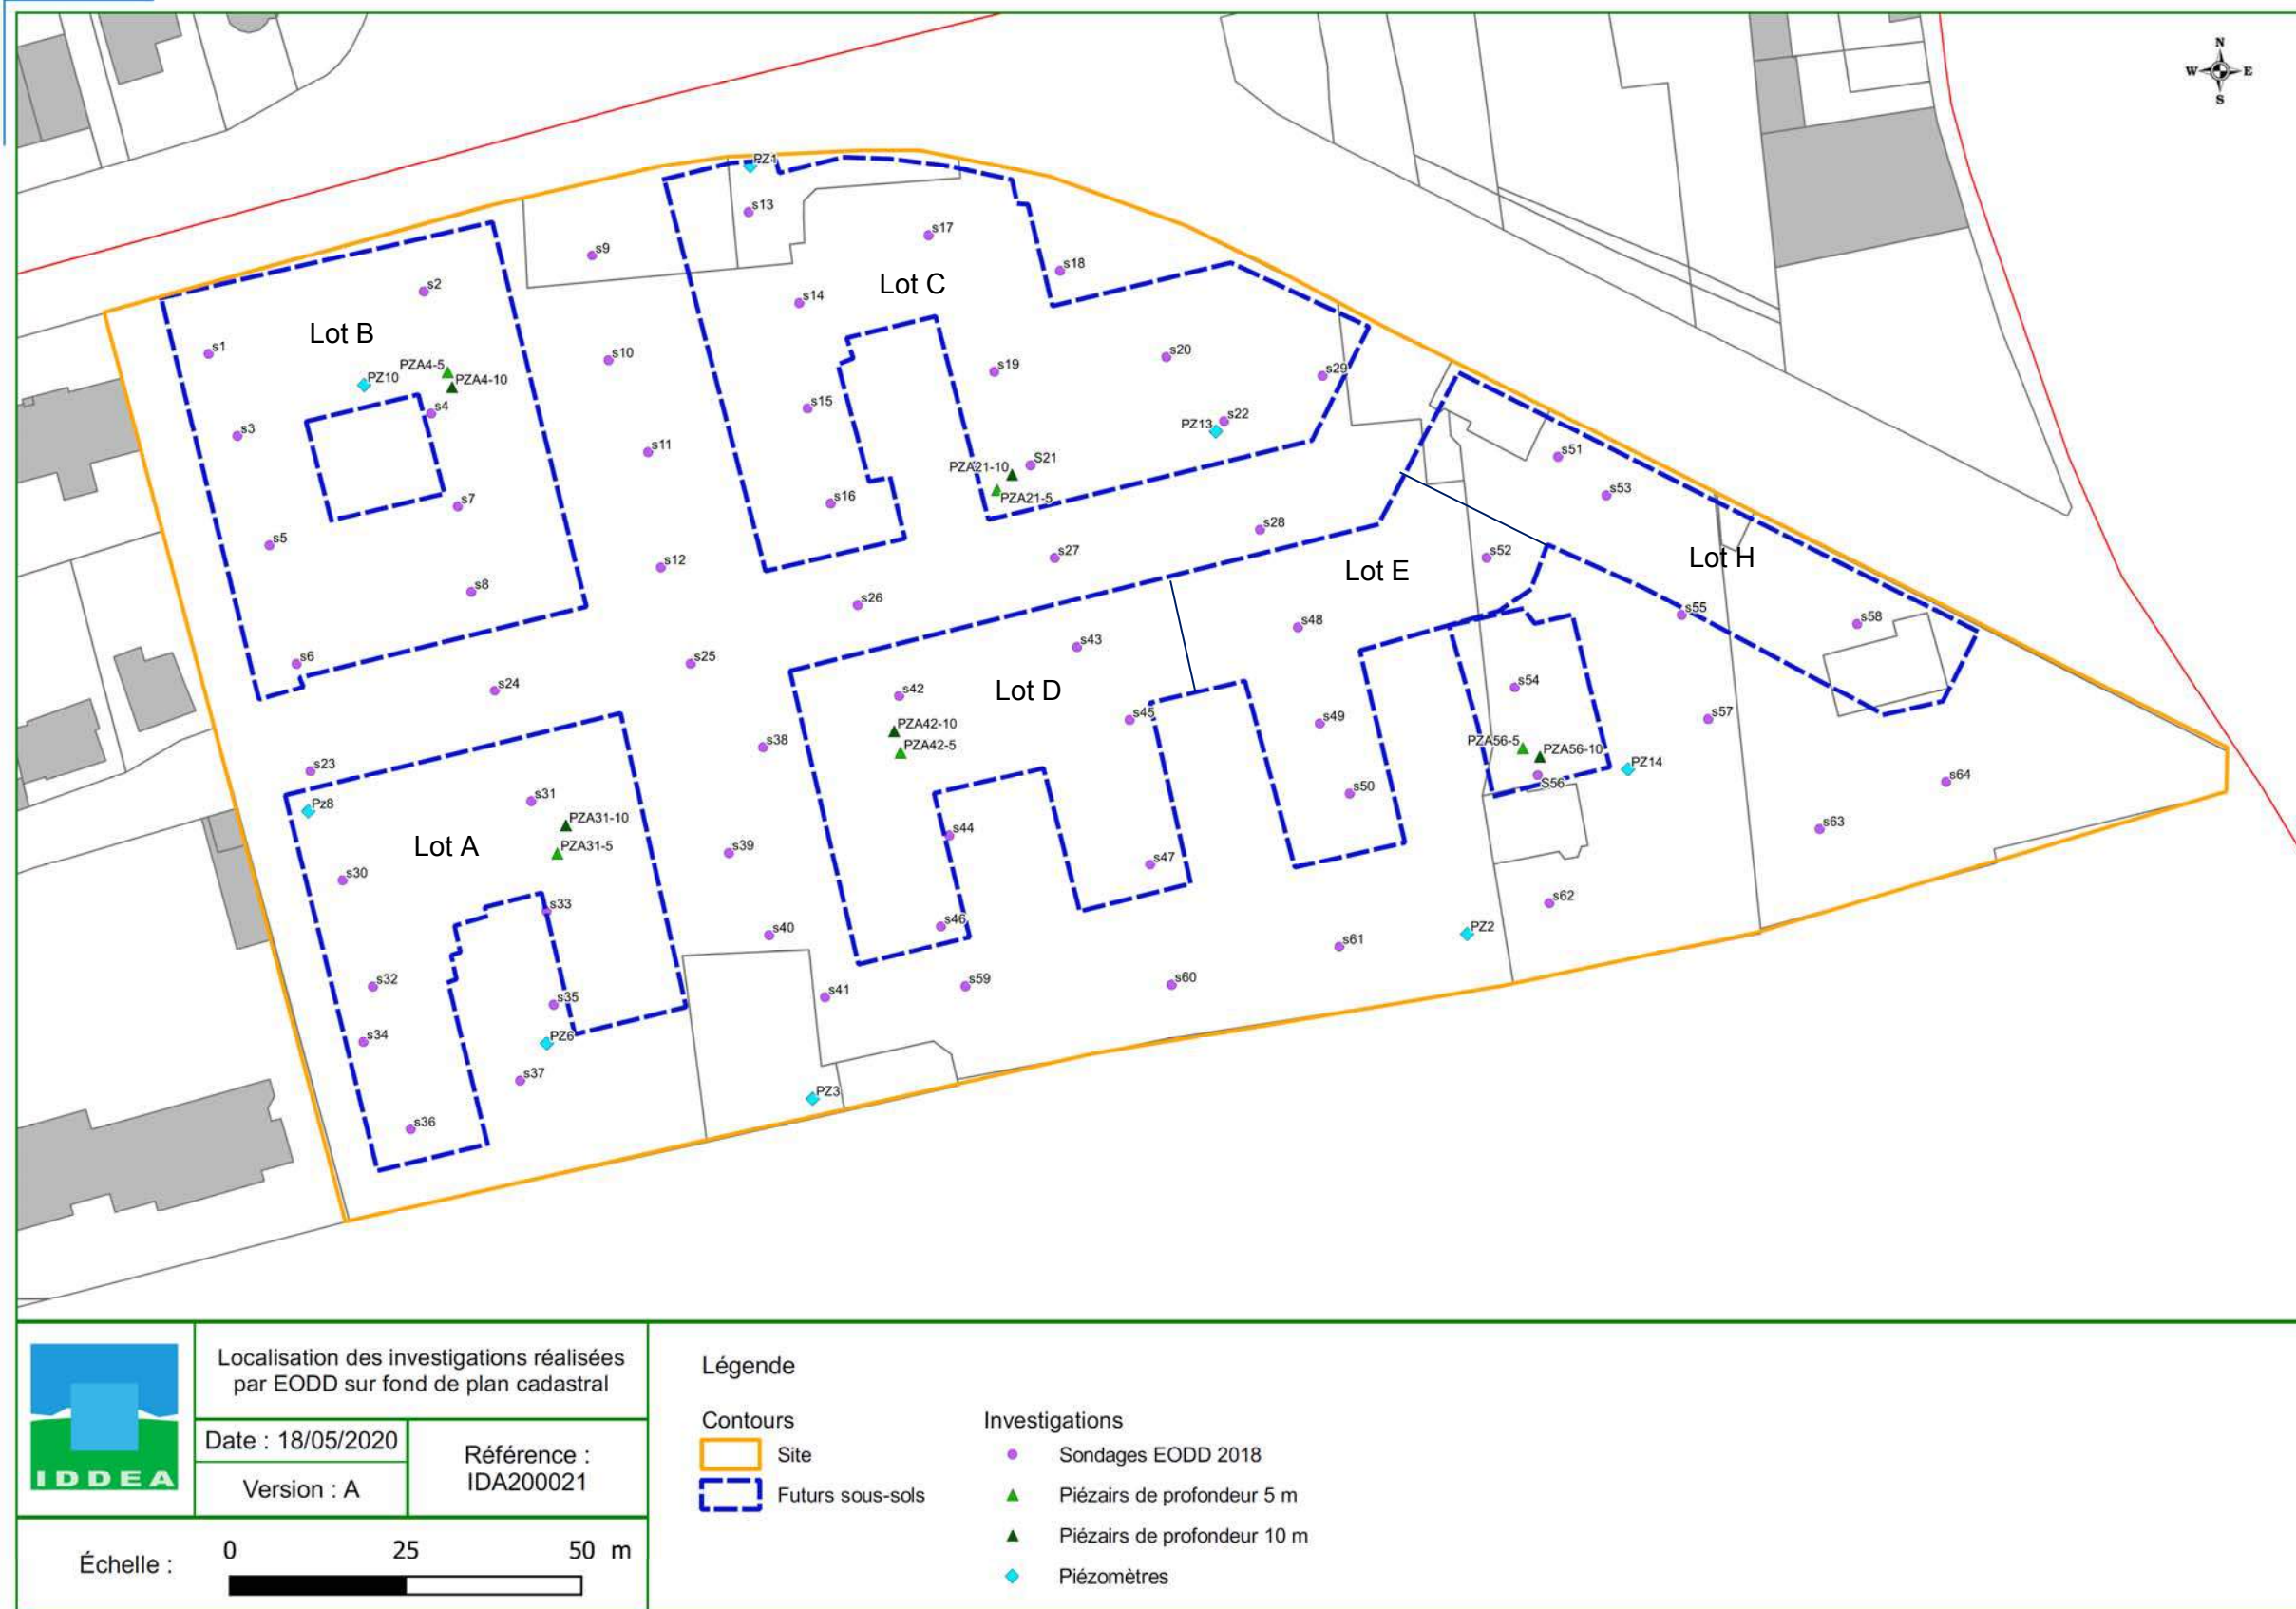 N
W E
S
PZ1
s13
s17
s9
s18
s2
Lot C
s14
Lot B
s1
s10
s20
PZA4-5
s19
s29
PZ10
PZA4-10
s4
s15
s22
PZ13
s3
s11
s51
S21
PZA21-10
s53
s16
PZA21-5
s7
s28
s5
s27
s52
Lot H
s12
Lot E
s8
s26
s55
s58
s48
s43
s6
s25
s24
s54
s42
Lot D
s45
s49
s57
PZA42-10
PZA56-5
s38
PZA42-5
PZA56-10
s23
PZ14
S56
s64
s31
s50
Pz8
PZA31-10
s44
s63
Lot A
PZA31-5
s39
s47
s30
s33
s62
s46
s40
PZ2
s61
s32
s59
s60
s41
s35
s34
PZ6
s37
PZ3
s36
IDDEA
Localisation des investigations réalisées
par EODD sur fond de plan cadastral
Date : 18/05/2020
Version : A
Référence :
IDA200021
Échelle :
0 25 50 m
Légende
Contours
Site
Futurs sous-sols
Investigations
Sondages EODD 2018
Piézairs de profondeur 5 m
Piézairs de profondeur 10 m
Piézomètres